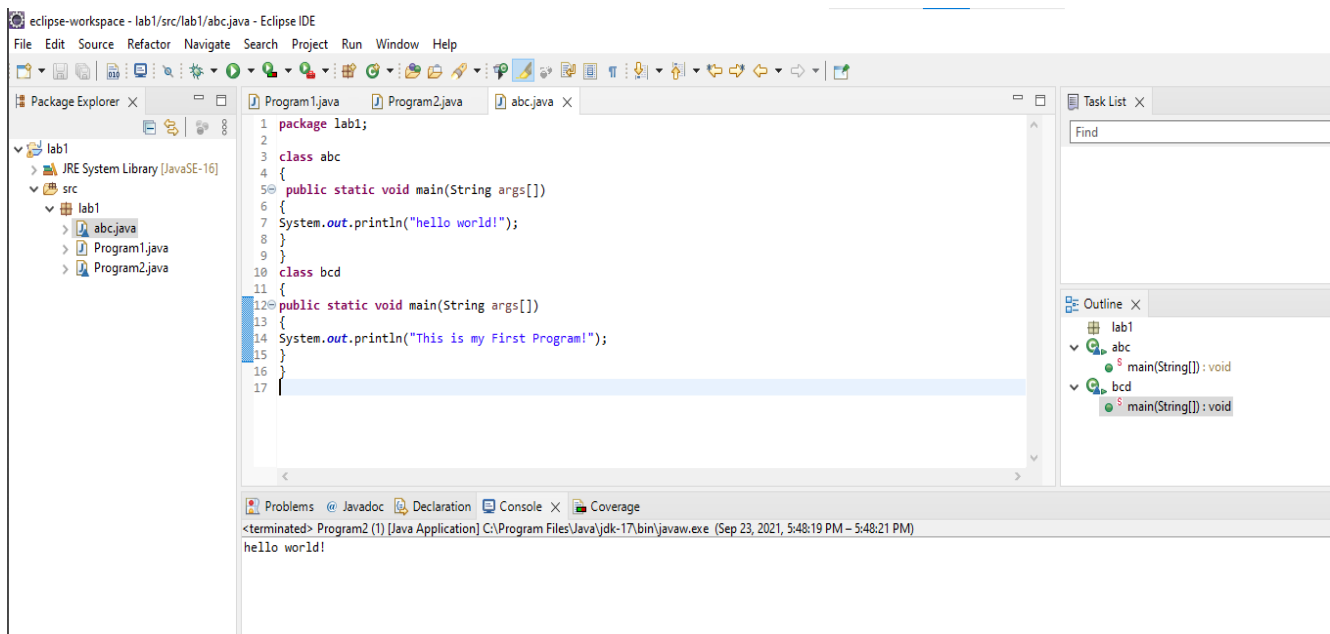 eclipse-workspace - lab1/src/lab1/abc.java - Eclipse IDE
File Edit Source Refactor Navigate Search Project Run Window Help
Package Explorer
lab1
JRE System Library [JavaSE-16]
src
lab1
abc.java
Program1.java
Program2.java
Program1.java Program2.java abc.java
1 package lab1;
2
3 class abc
4 {
5 public static void main(String args[])
6 {
7 System.out.println("hello world!");
8 }
9 }
10 class bcd
11 {
12 public static void main(String args[])
13 {
14 System.out.println("This is my First Program!");
15 }
16 }
17
Task List
Find
Outline
lab1
abc
main(String[]) : void
bcd
main(String[]) : void
Problems @ Javadoc Declaration Console Coverage
<terminated> Program2 (1) [Java Application] C:\Program Files\Java\jdk-17\bin\javaw.exe (Sep 23, 2021, 5:48:19 PM – 5:48:21 PM)
hello world!